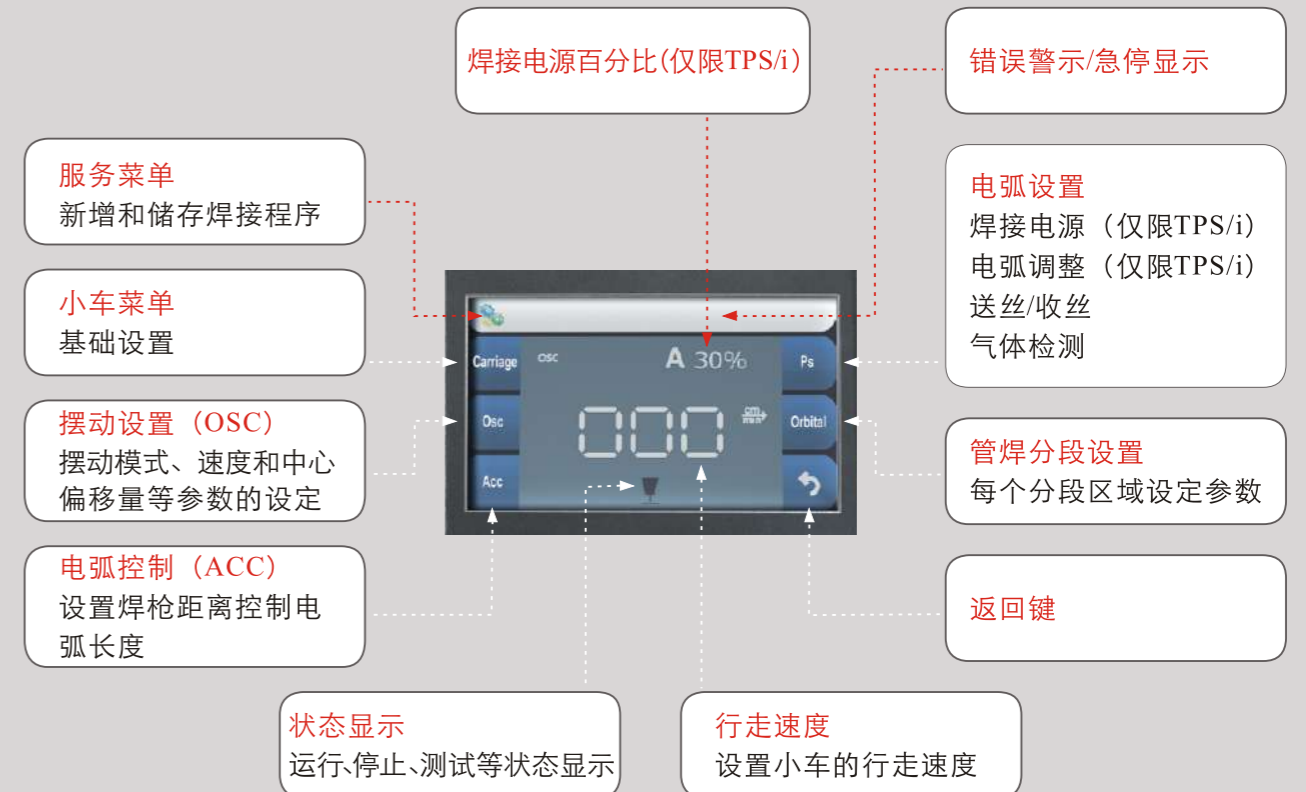 焊接电源百分比(仅限TPS/i)
错误警示/急停显示
服务菜单
新增和储存焊接程序
电弧设置
焊接电源（仅限TPS/i）
电弧调整（仅限TPS/i）
送丝/收丝
气体检测
小车菜单
基础设置
摆动设置（OSC）
摆动模式、速度和中心
偏移量等参数的设定
管焊分段设置
每个分段区域设定参数
电弧控制（ACC）
设置焊枪距离控制电
弧长度
返回键
状态显示
运行、停止、测试等状态显示
行走速度
设置小车的行走速度
Carriage
osc
A 30%
Ps
Osc
000
cm
min
Orbital
Acc